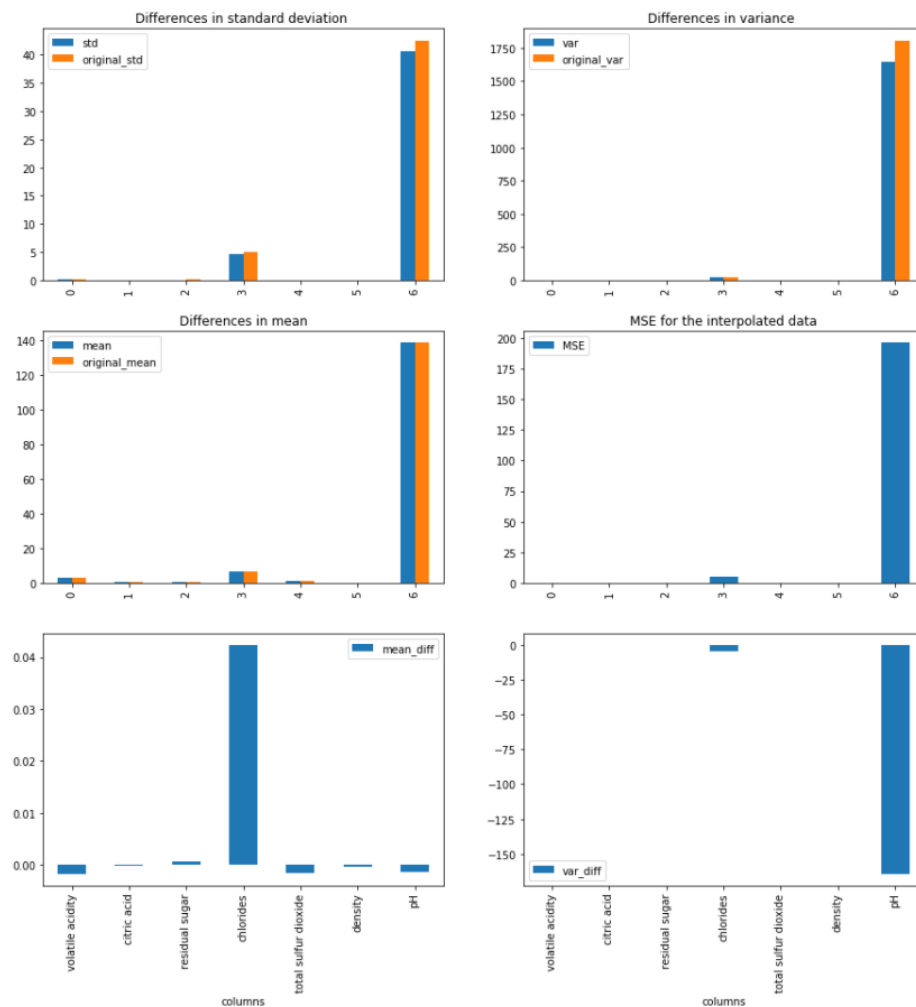 Differences in standard deviation
std
original_std
40
35
30
25
20
15
10
5
0
0 1 2 3 4 5 6
Differences in variance
var
original_var
1750
1500
1250
1000
750
500
250
0
0 1 2 3 4 5 6
Differences in mean
mean
original_mean
140
120
100
80
60
40
20
0
0 1 2 3 4 5 6
MSE for the interpolated data
MSE
200
175
150
125
100
75
50
25
0
0 1 2 3 4 5 6
mean_diff
0.04
0.03
0.02
0.01
0.00
volatile acidity
citric acid
residual sugar
chlorides
total sulfur dioxide
density
pH
columns
0
−25
−50
−75
−100
−125
−150
var_diff
volatile acidity
citric acid
residual sugar
chlorides
total sulfur dioxide
density
pH
columns